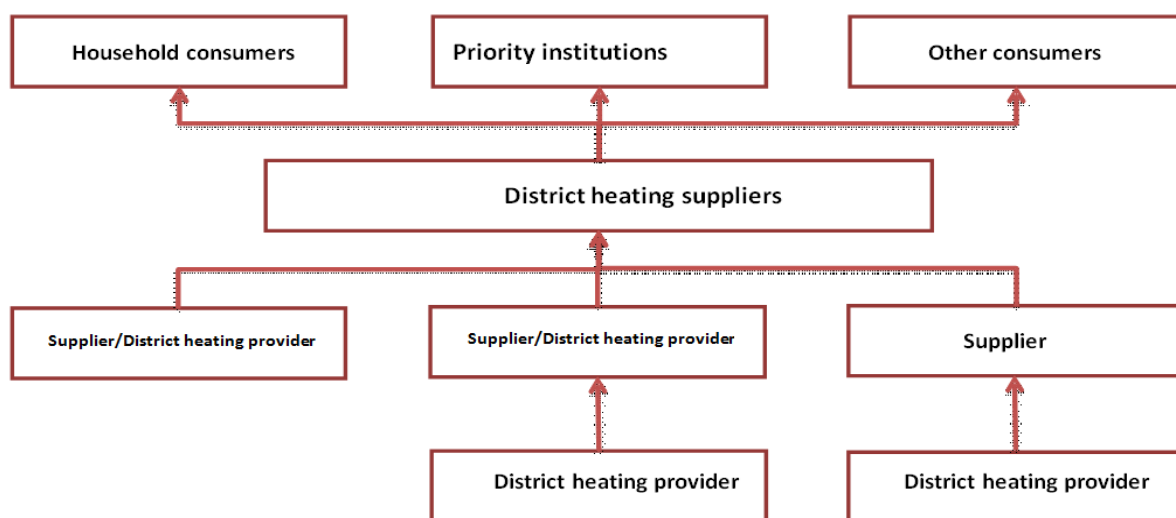 Household consumers
Priority institutions
Other consumers
District heating suppliers
Supplier/District heating provider
Supplier/District heating provider
Supplier
District heating provider
District heating provider